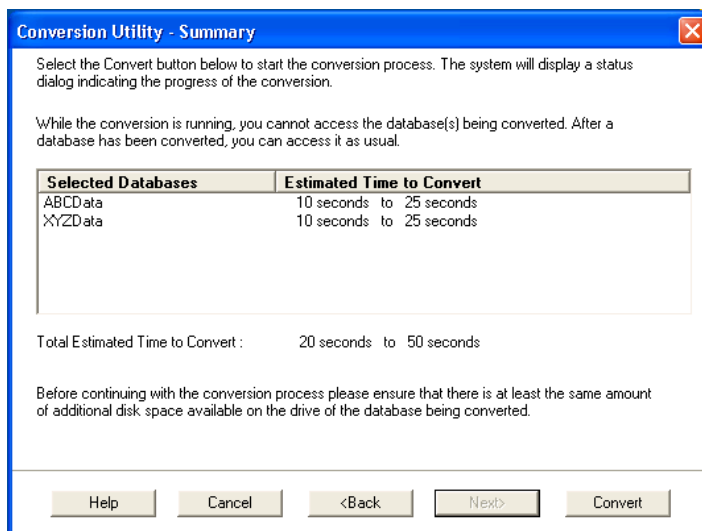 Conversion Utility - Summary
Select the Convert button below to start the conversion process. The system will display a status
dialog indicating the progress of the conversion.
While the conversion is running, you cannot access the database(s) being converted. After a
database has been converted, you can access it as usual.
Selected Databases Estimated Time to Convert
ABCData 10 seconds to 25 seconds
XYZData 10 seconds to 25 seconds
Total Estimated Time to Convert : 20 seconds to 50 seconds
Before continuing with the conversion process please ensure that there is at least the same amount
of additional disk space available on the drive of the database being converted.
Help Cancel <Back Next> Convert